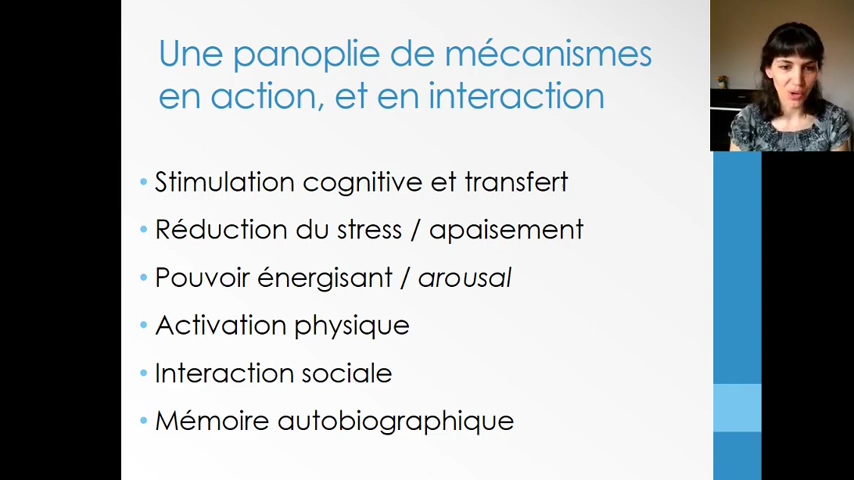 Une panoplie de mécanismes
en action, et en interaction
• Stimulation cognitive et transfert
• Réduction du stress / apaisement
• Pouvoir énergisant / arousal
• Activation physique
• Interaction sociale
• Mémoire autobiographique